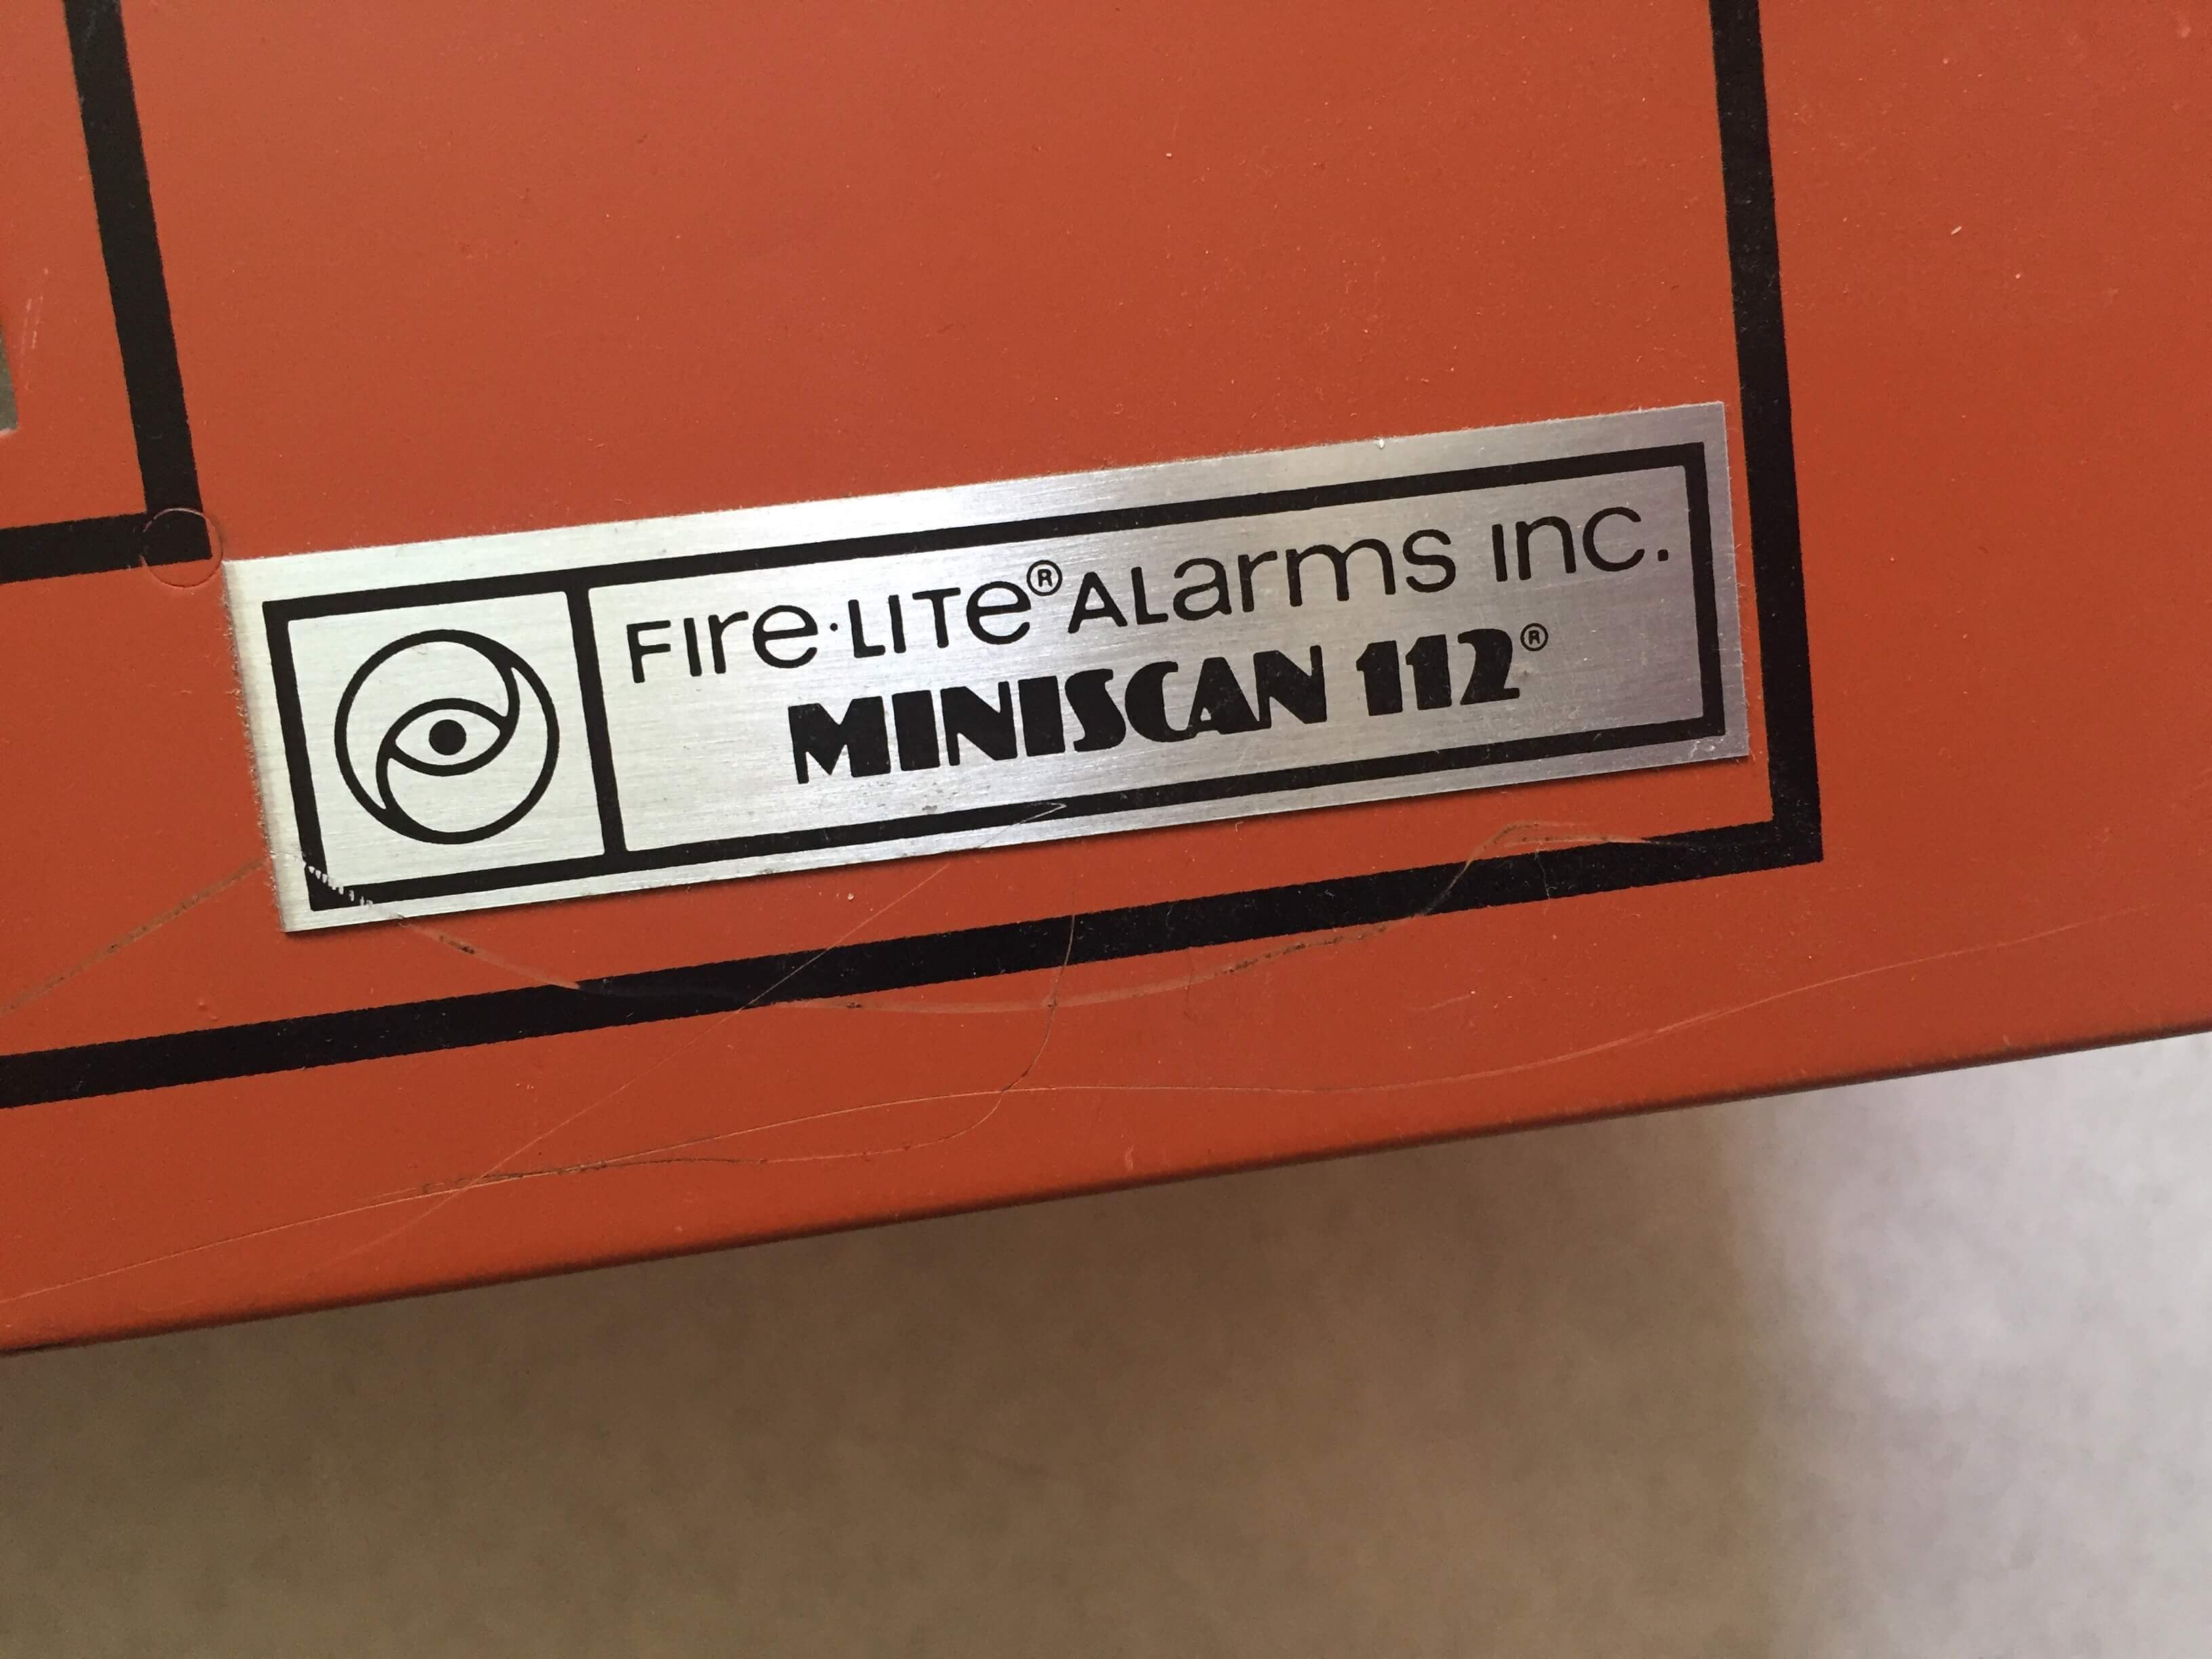 Fire·LITe® ALarms Inc.
MINISCAN 112®